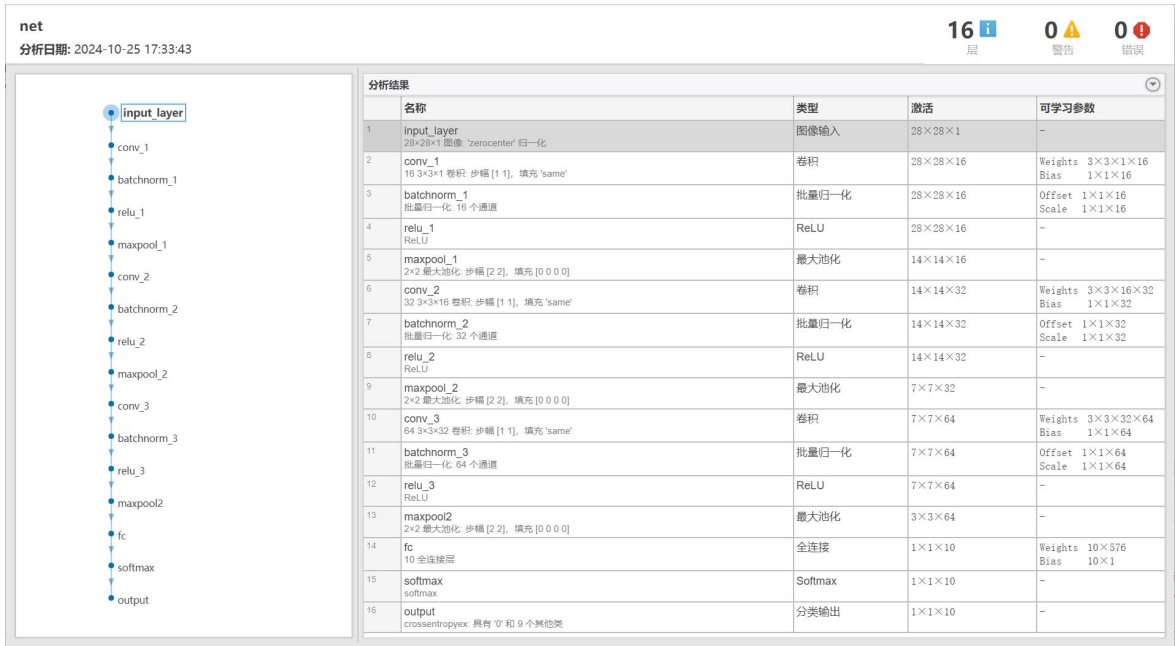 net
分析日期: 2024-10-25 17:33:43
16
层
0
警告
0
错误
input_layer
conv_1
batchnorm_1
relu_1
maxpool_1
conv_2
batchnorm_2
relu_2
maxpool_2
conv_3
batchnorm_3
relu_3
maxpool2
fc
softmax
output
分析结果
名称 类型 激活 可学习参数
1 input_layer 图像输入 28×28×1 -
28×28×1 图像: 'zerocenter' 归一化
2 conv_1 卷积 28×28×16 Weights 3×3×1×16
16 3×3×1 卷积: 步幅 [1 1]，填充 'same' Bias 1×1×16
3 batchnorm_1 批量归一化 28×28×16 Offset 1×1×16
批量归一化: 16 个通道 Scale 1×1×16
4 relu_1 ReLU 28×28×16 -
ReLU
5 maxpool_1 最大池化 14×14×16 -
2×2 最大池化: 步幅 [2 2]，填充 [0 0 0 0]
6 conv_2 卷积 14×14×32 Weights 3×3×16×32
32 3×3×16 卷积: 步幅 [1 1]，填充 'same' Bias 1×1×32
7 batchnorm_2 批量归一化 14×14×32 Offset 1×1×32
批量归一化: 32 个通道 Scale 1×1×32
8 relu_2 ReLU 14×14×32 -
ReLU
9 maxpool_2 最大池化 7×7×32 -
2×2 最大池化: 步幅 [2 2]，填充 [0 0 0 0]
10 conv_3 卷积 7×7×64 Weights 3×3×32×64
64 3×3×32 卷积: 步幅 [1 1]，填充 'same' Bias 1×1×64
11 batchnorm_3 批量归一化 7×7×64 Offset 1×1×64
批量归一化: 64 个通道 Scale 1×1×64
12 relu_3 ReLU 7×7×64 -
ReLU
13 maxpool2 最大池化 3×3×64 -
2×2 最大池化: 步幅 [2 2]，填充 [0 0 0 0]
14 fc 全连接 1×1×10 Weights 10×576
10 全连接层 Bias 10×1
15 softmax Softmax 1×1×10 -
softmax
16 output 分类输出 1×1×10 -
crossentropyex: 具有 '0' 和 9 个其他类